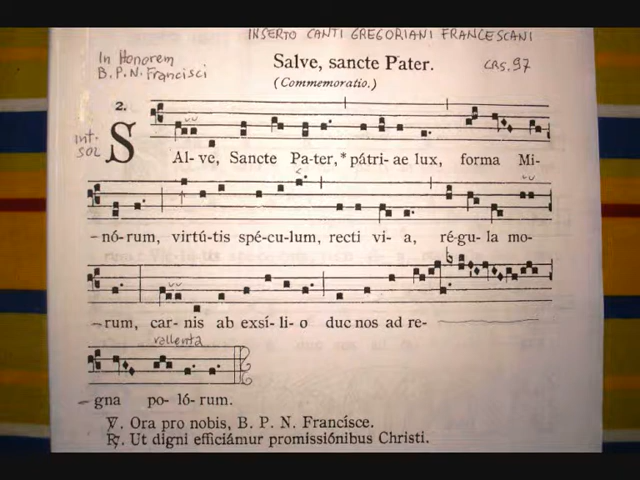 INSERTO CANTI GREGORIANI FRANCESCANI
In Honorem
B. P. N. Francisci
Salve, sancte Pater.
CRS. 97
(Commemoratio.)
2.
int.
SOL
SAl- ve, Sancte Pa-ter,* pátri- ae lux, forma Mi-
-nó-rum, virtú-tis spé-cu-lum, recti vi- a, ré-gu- la mo-
-rum, car- nis ab exsí- li- o duc nos ad re-
rallenta
-gna po- ló- rum.
℣. Ora pro nobis, B. P. N. Francísce.
℟. Ut digni efficiámur promissiónibus Christi.